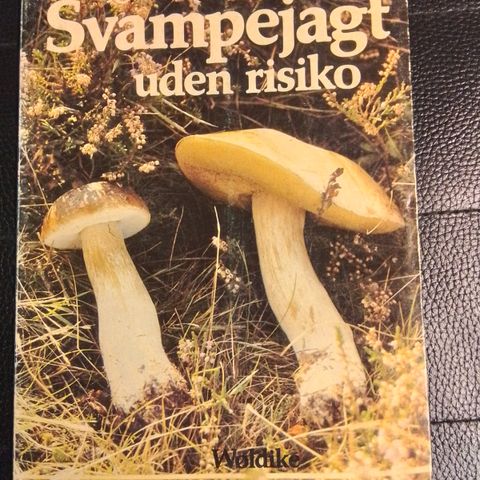 Svampejagt
uden risiko
Wøldike